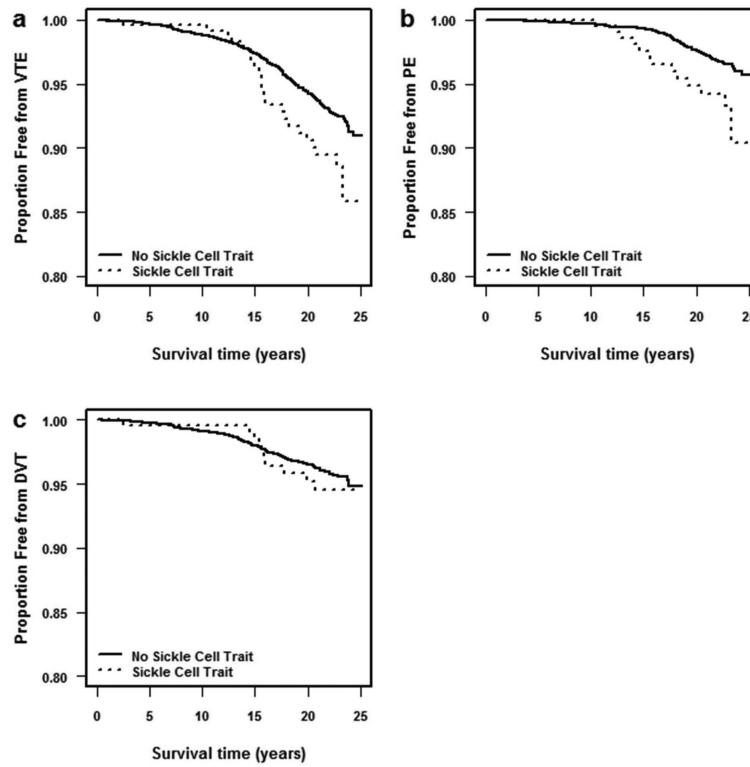 a
Proportion Free from VTE
1.00
0.95
0.90
0.85
0.80
No Sickle Cell Trait
Sickle Cell Trait
0 5 10 15 20 25
Survival time (years)
b
Proportion Free from PE
1.00
0.95
0.90
0.85
0.80
No Sickle Cell Trait
Sickle Cell Trait
0 5 10 15 20 25
Survival time (years)
c
Proportion Free from DVT
1.00
0.95
0.90
0.85
0.80
No Sickle Cell Trait
Sickle Cell Trait
0 5 10 15 20 25
Survival time (years)